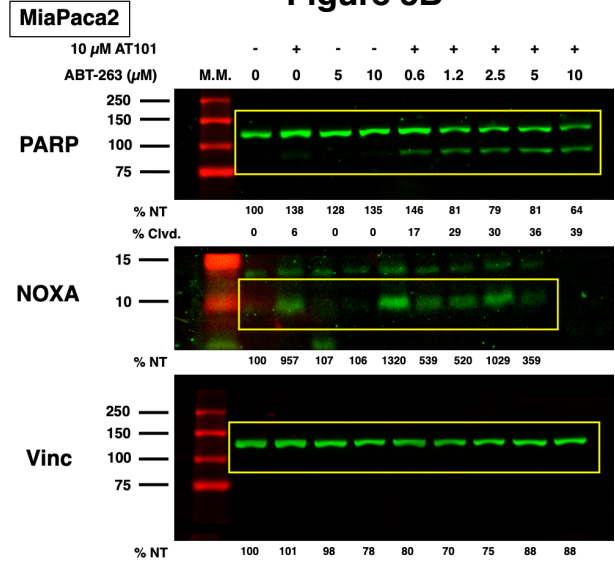 Figure 3B
MiaPaca2
10 µM AT101 - + - - + + + + +
ABT-263 (µM) M.M. 0 0 5 10 0.6 1.2 2.5 5 10
250
150
PARP
100
75
% NT 100 138 128 135 146 81 79 81 64
% Clvd. 0 6 0 0 17 29 30 36 39
15
NOXA
10
% NT 100 957 107 106 1320 539 520 1029 359
250
150
Vinc
100
75
% NT 100 101 98 78 80 70 75 88 88